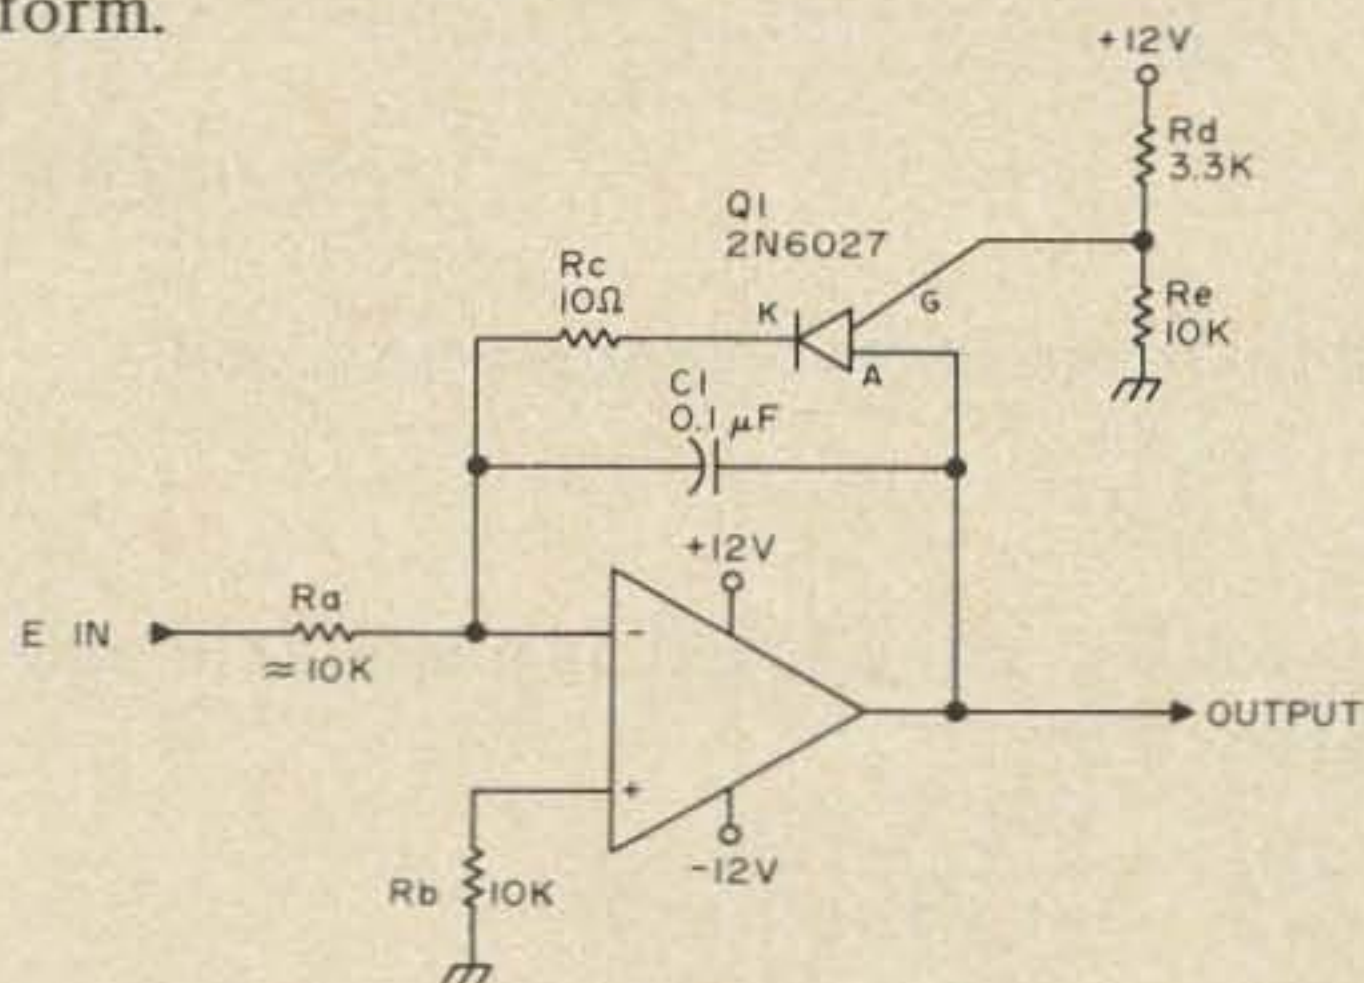 form.
+12V
Rd
3.3K
Q1
2N6027
Rc
10Ω
K
G
Re
10K
A
C1
0.1 μF
+12V
Ra
E IN
-
≈10K
OUTPUT
+
-12V
Rb
10K